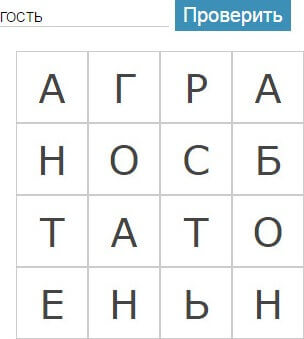 гость Проверить
А Г Р А
Н О С Б
Т А Т О
Е Н Ь Н